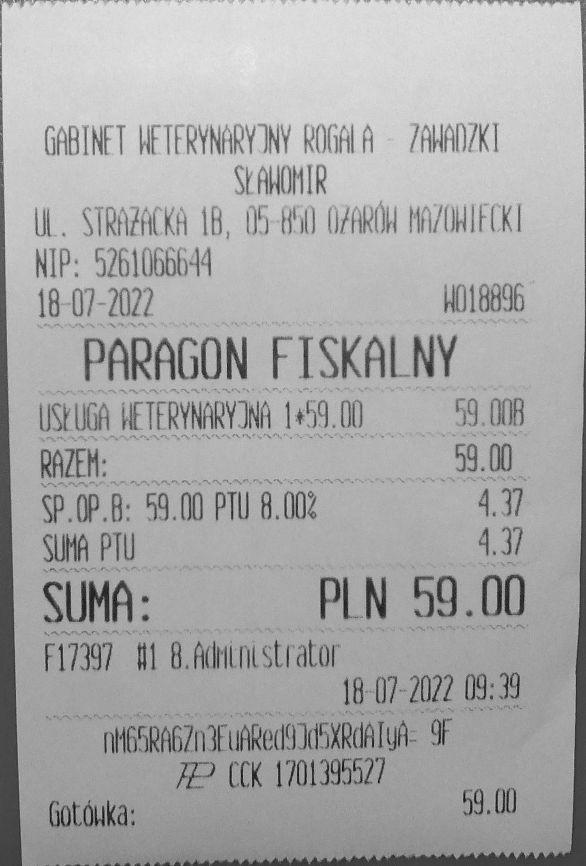 GABINET WETERYNARYJNY ROGALA - ZAWADZKI
SŁAWOMIR
UL. STRAŻACKA 1B, 05-850 OŻARÓW MAZOWIECKI
NIP: 5261066644
18-07-2022 W018896
PARAGON FISKALNY
USŁUGA WETERYNARYJNA 1*59.00 59.00B
RAZEM: 59.00
SP.OP.B: 59.00 PTU 8.00% 4.37
SUMA PTU 4.37
SUMA: PLN 59.00
F17397 #1 8.Administrator
18-07-2022 09:39
nM65RA6Zn3EuARed9Jd5XRdAIyA= 9F
CCK 1701395527
Gotówka: 59.00